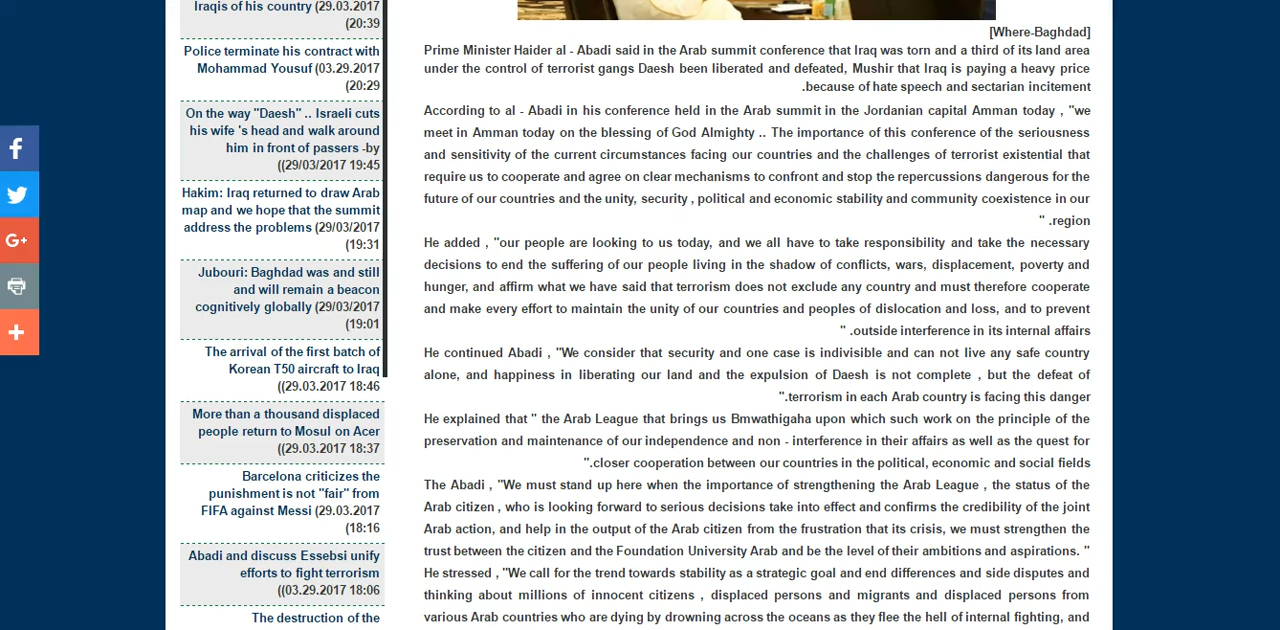 Iraqis of his country (29.03.2017
(20:39
Police terminate his contract with
Mohammad Yousuf (03.29.2017
(20:29
On the way "Daesh" .. Israeli cuts
his wife 's head and walk around
him in front of passers -by
((29/03/2017 19:45
Hakim: Iraq returned to draw Arab
map and we hope that the summit
address the problems (29/03/2017
(19:31
Jubouri: Baghdad was and still
and will remain a beacon
cognitively globally (29/03/2017
(19:01
The arrival of the first batch of
Korean T50 aircraft to Iraq
((29.03.2017 18:46
More than a thousand displaced
people return to Mosul on Acer
((29.03.2017 18:37
Barcelona criticizes the
punishment is not "fair" from
FIFA against Messi (29.03.2017
(18:16
Abadi and discuss Essebsi unify
efforts to fight terrorism
((03.29.2017 18:06
The destruction of the
[Where-Baghdad]
Prime Minister Haider al - Abadi said in the Arab summit conference that Iraq was torn and a third of its land area
under the control of terrorist gangs Daesh been liberated and defeated, Mushir that Iraq is paying a heavy price
.because of hate speech and sectarian incitement
According to al - Abadi in his conference held in the Arab summit in the Jordanian capital Amman today , "we
meet in Amman today on the blessing of God Almighty .. The importance of this conference of the seriousness
and sensitivity of the current circumstances facing our countries and the challenges of terrorist existential that
require us to cooperate and agree on clear mechanisms to confront and stop the repercussions dangerous for the
future of our countries and the unity, security , political and economic stability and community coexistence in our
" .region
He added , "our people are looking to us today, and we all have to take responsibility and take the necessary
decisions to end the suffering of our people living in the shadow of conflicts, wars, displacement, poverty and
hunger, and affirm what we have said that terrorism does not exclude any country and must therefore cooperate
and make every effort to maintain the unity of our countries and peoples of dislocation and loss, and to prevent
" .outside interference in its internal affairs
He continued Abadi , "We consider that security and one case is indivisible and can not live any safe country
alone, and happiness in liberating our land and the expulsion of Daesh is not complete , but the defeat of
".terrorism in each Arab country is facing this danger
He explained that " the Arab League that brings us Bmwathigaha upon which such work on the principle of the
preservation and maintenance of our independence and non - interference in their affairs as well as the quest for
".closer cooperation between our countries in the political, economic and social fields
The Abadi , "We must stand up here when the importance of strengthening the Arab League , the status of the
Arab citizen , who is looking forward to serious decisions take into effect and confirms the credibility of the joint
Arab action, and help in the output of the Arab citizen from the frustration that its crisis, we must strengthen the
trust between the citizen and the Foundation University Arab and be the level of their ambitions and aspirations. "
He stressed , "We call for the trend towards stability as a strategic goal and end differences and side disputes and
thinking about millions of innocent citizens , displaced persons and migrants and displaced persons from
various Arab countries who are dying by drowning across the oceans as they flee the hell of internal fighting, and